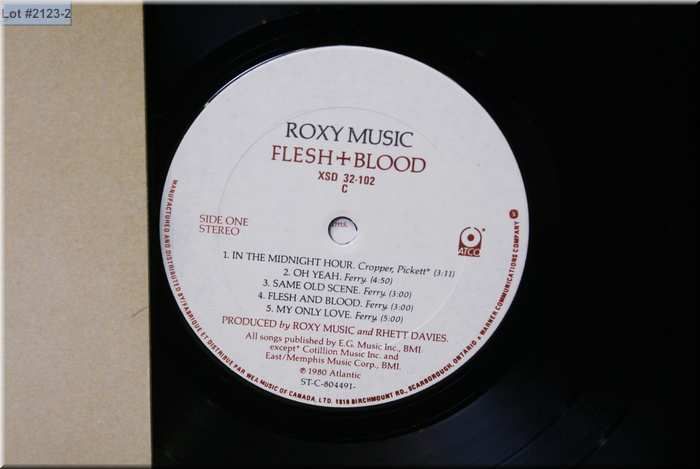 Lot #2123-2
ROXY MUSIC
FLESH+BLOOD
XSD 32-102
C
SIDE ONE
STEREO
ATCO
1. IN THE MIDNIGHT HOUR. Cropper, Pickett* (3:11)
2. OH YEAH. Ferry. (4:50)
3. SAME OLD SCENE. Ferry. (3:00)
4. FLESH AND BLOOD. Ferry. (3:00)
5. MY ONLY LOVE. Ferry. (5:00)
PRODUCED by ROXY MUSIC and RHETT DAVIES.
All songs published by E.G. Music Inc., BMI
except* Cotillion Music Inc. and
East/Memphis Music Corp., BMI.
℗ 1980 Atlantic
ST-C-804491-
MANUFACTURED AND DISTRIBUTED BY/FABRIQUÉ ET DISTRIBUÉ PAR WEA MUSIC OF CANADA, LTD. 1810 BIRCHMOUNT RD., SCARBOROUGH, ONTARIO A WARNER COMMUNICATIONS COMPANY